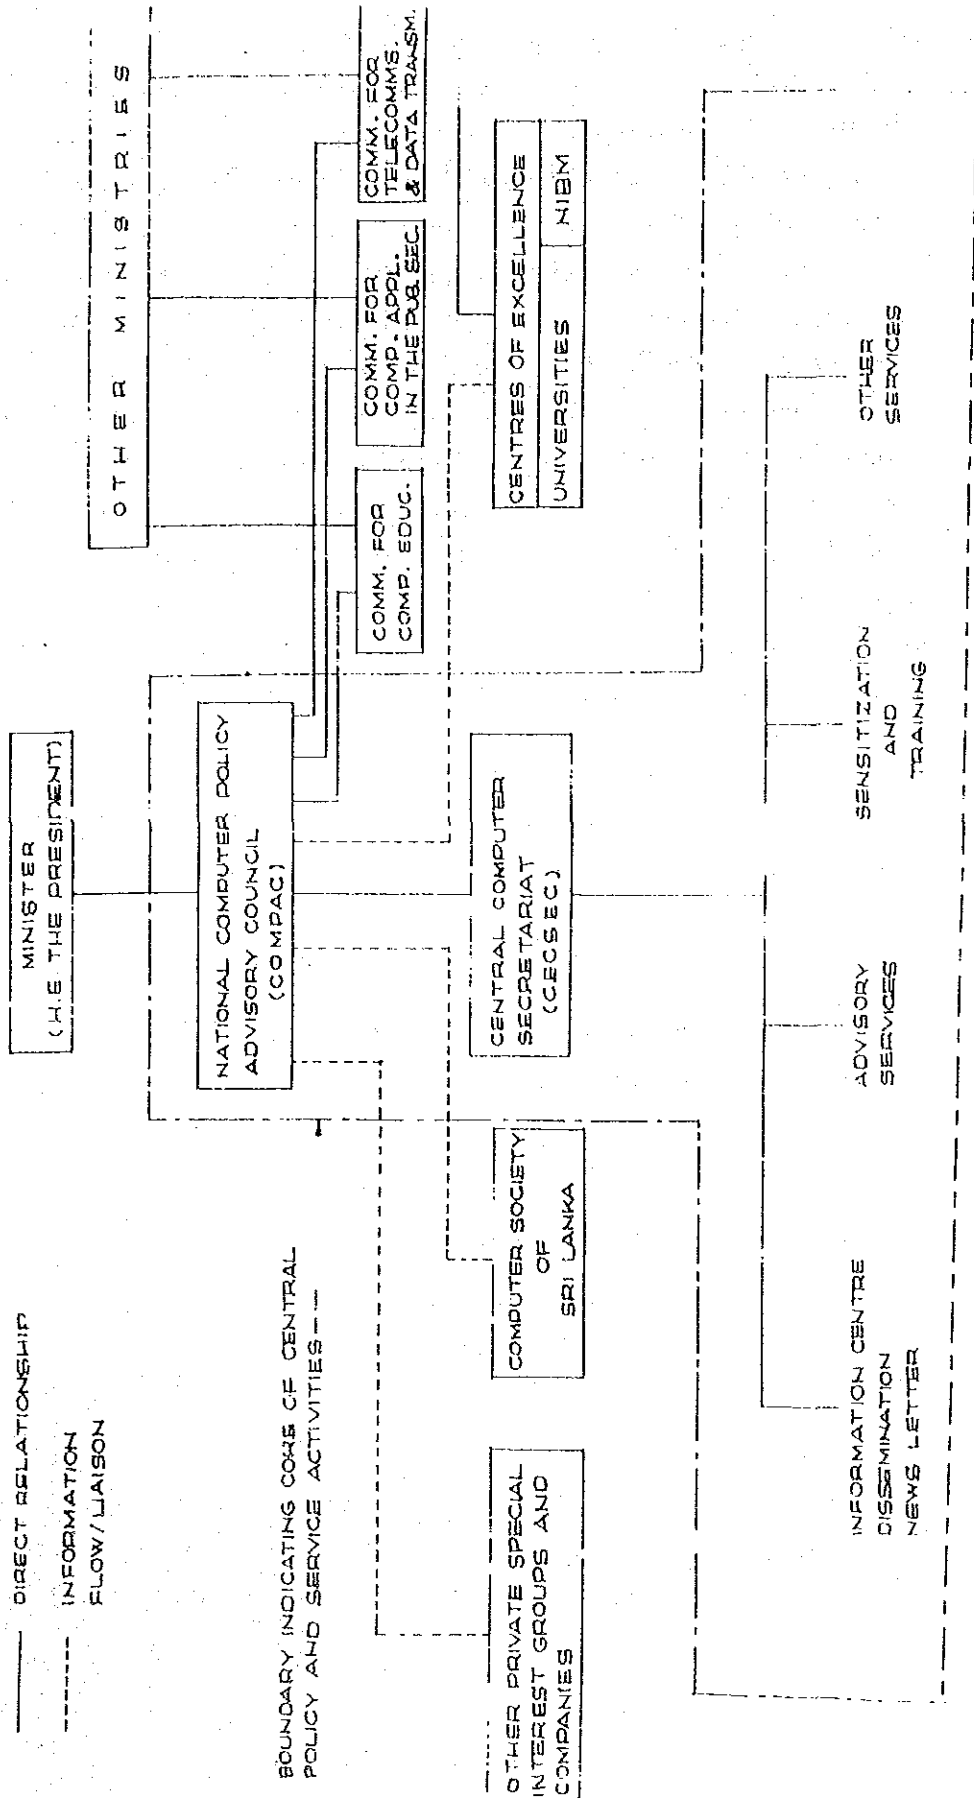 DIRECT RELATIONSHIP
INFORMATION
FLOW/LIAISON
BOUNDARY INDICATING CORE OF CENTRAL
POLICY AND SERVICE ACTIVITIES
MINISTER
(H.E. THE PRESIDENT)
OTHER MINISTRIES
NATIONAL COMPUTER POLICY
ADVISORY COUNCIL
(COMPAC)
COMM. FOR
COMP. EDUC.
COMM. FOR
COMP. APPL.
IN THE PUB. SEC.
COMM. FOR
TELECOMMS.
& DATA TRANSM.
OTHER PRIVATE SPECIAL
INTEREST GROUPS AND
COMPANIES
COMPUTER SOCIETY
OF
SRI LANKA
CENTRAL COMPUTER
SECRETARIAT
(CECSEC)
CENTRES OF EXCELLENCE
UNIVERSITIES
NIBM
INFORMATION CENTRE
DISSEMINATION
NEWS LETTER
ADVISORY
SERVICES
SENSITIZATION
AND
TRAINING
OTHER
SERVICES